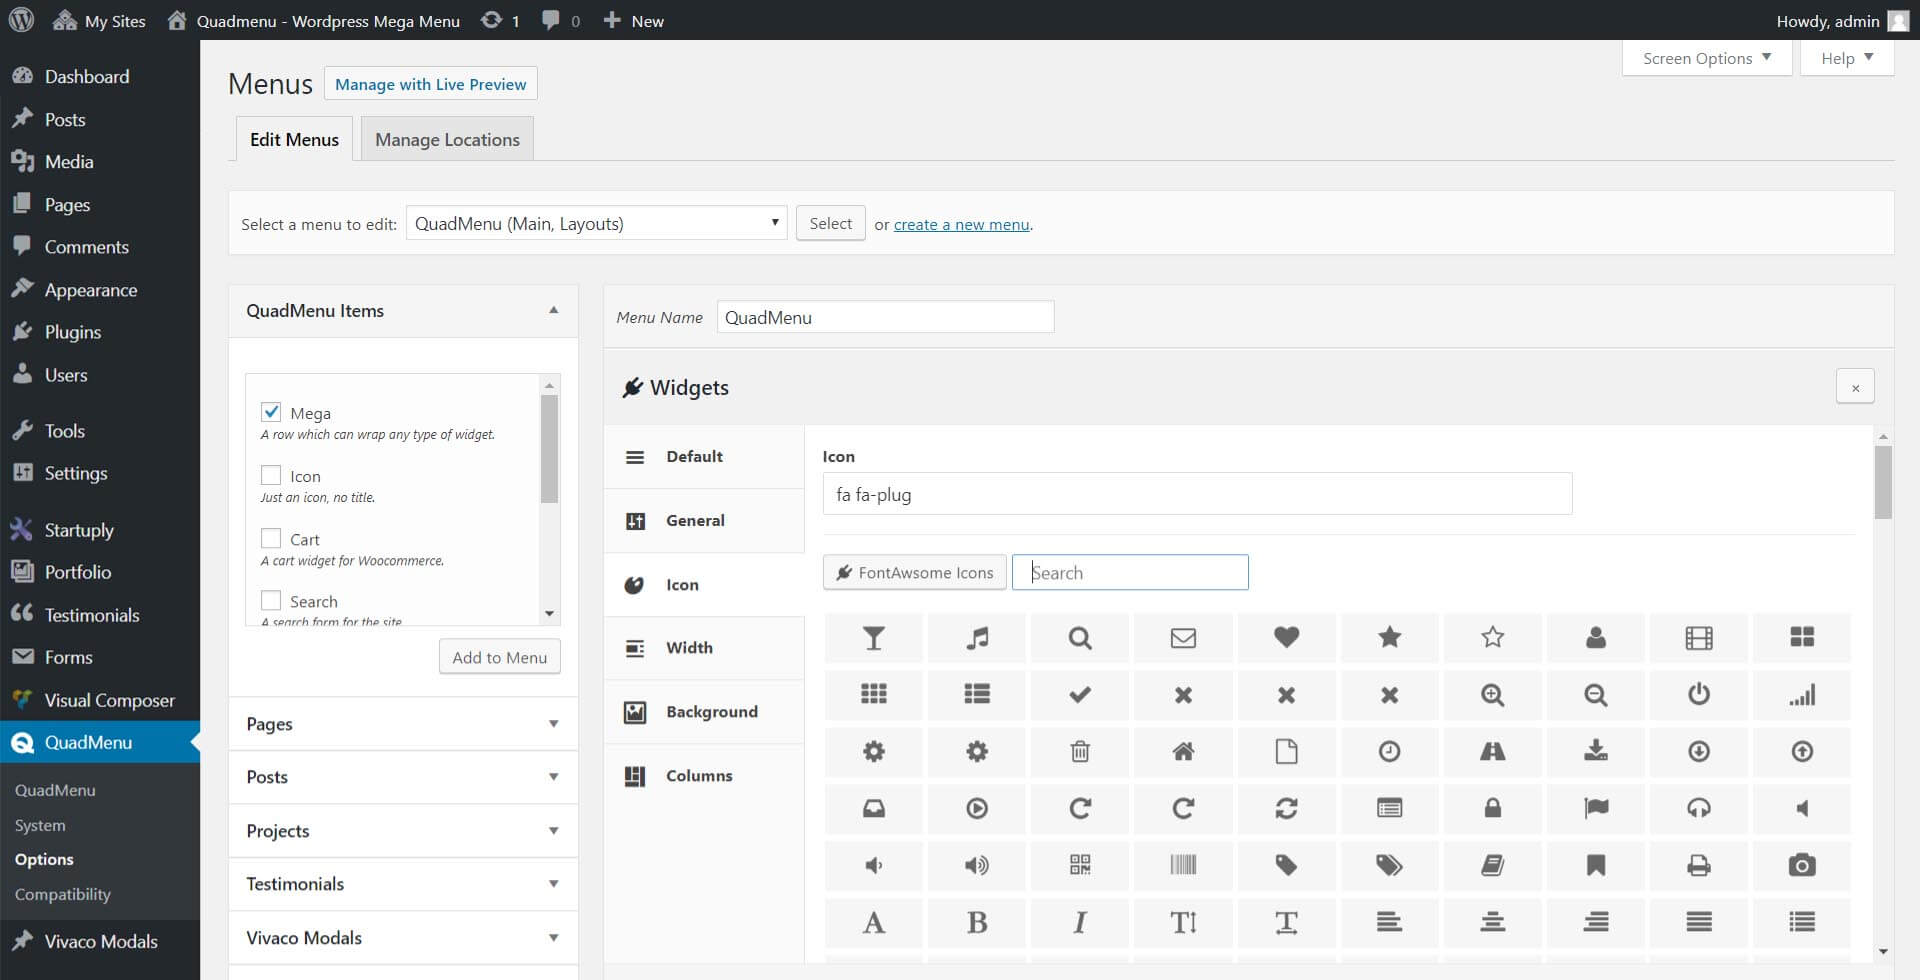 My Sites
Quadmenu - Wordpress Mega Menu
1
0
New
Howdy, admin
Dashboard
Posts
Media
Pages
Comments
Appearance
Plugins
Users
Tools
Settings
Startuply
Portfolio
Testimonials
Forms
Visual Composer
QuadMenu
QuadMenu
System
Options
Compatibility
Vivaco Modals
Screen Options
Help
Menus
Manage with Live Preview
Edit Menus
Manage Locations
Select a menu to edit:
QuadMenu (Main, Layouts)
Select
or create a new menu.
QuadMenu Items
Mega
A row which can wrap any type of widget.
Icon
Just an icon, no title.
Cart
A cart widget for Woocommerce.
Search
A search form for the site
Add to Menu
Pages
Posts
Projects
Testimonials
Vivaco Modals
Menu Name
QuadMenu
Widgets
×
Default
General
Icon
Width
Background
Columns
Icon
fa fa-plug
FontAwsome Icons
Search
A
B
I
T
T